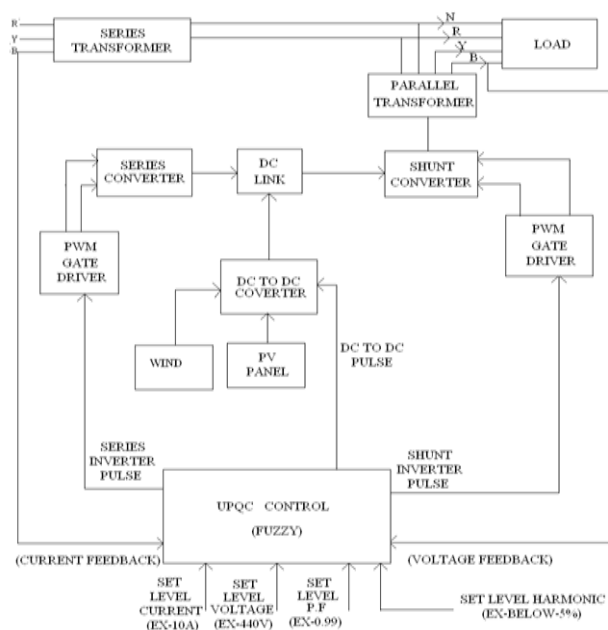 R
Y
B
SERIES
TRANSFORMER
N
R
Y
B
LOAD
PARALLEL
TRANSFORMER
SERIES
CONVERTER
DC
LINK
SHUNT
CONVERTER
PWM
GATE
DRIVER
PWM
GATE
DRIVER
DC TO DC
COVERTER
WIND
PV
PANEL
DC TO DC
PULSE
SERIES
INVERTER
PULSE
SHUNT
INVERTER
PULSE
UPQC CONTROL
(FUZZY)
(CURRENT FEEDBACK)
(VOLTAGE FEEDBACK)
SET
LEVEL
CURRENT
(EX-10A)
SET
LEVEL
VOLTAGE
(EX-440V)
SET
LEVEL
P.F
(EX-0.99)
SET LEVEL HARMONIC
(EX-BELOW-5%)